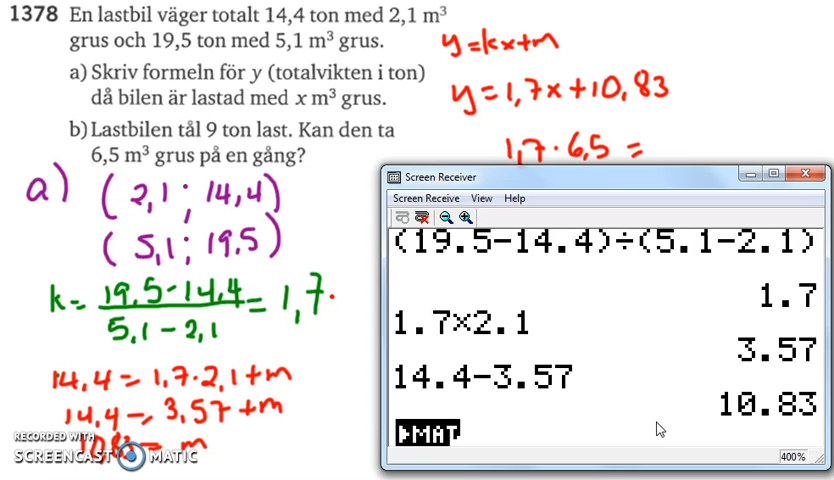 1378 En lastbil väger totalt 14,4 ton med 2,1 m³
grus och 19,5 ton med 5,1 m³ grus.
a) Skriv formeln för y (totalvikten i ton)
då bilen är lastad med x m³ grus.
b) Lastbilen tål 9 ton last. Kan den ta
6,5 m³ grus på en gång?
y=kx+m
y=1,7x+10,83
1,7·6,5=
a) (2,1; 14,4)
(5,1; 19.5)
k= 19,5-14,4 = 1,7.
5,1-2,1
14,4=1,7·2,1+m
14,4= 3,57+m
10,83= m
RECORDED WITH
SCREENCAST MATIC
Screen Receiver
Screen Receive View Help
(19.5-14.4)÷(5.1-2.1)
1.7
1.7×2.1
3.57
14.4-3.57
10.83
▶MAT
400%